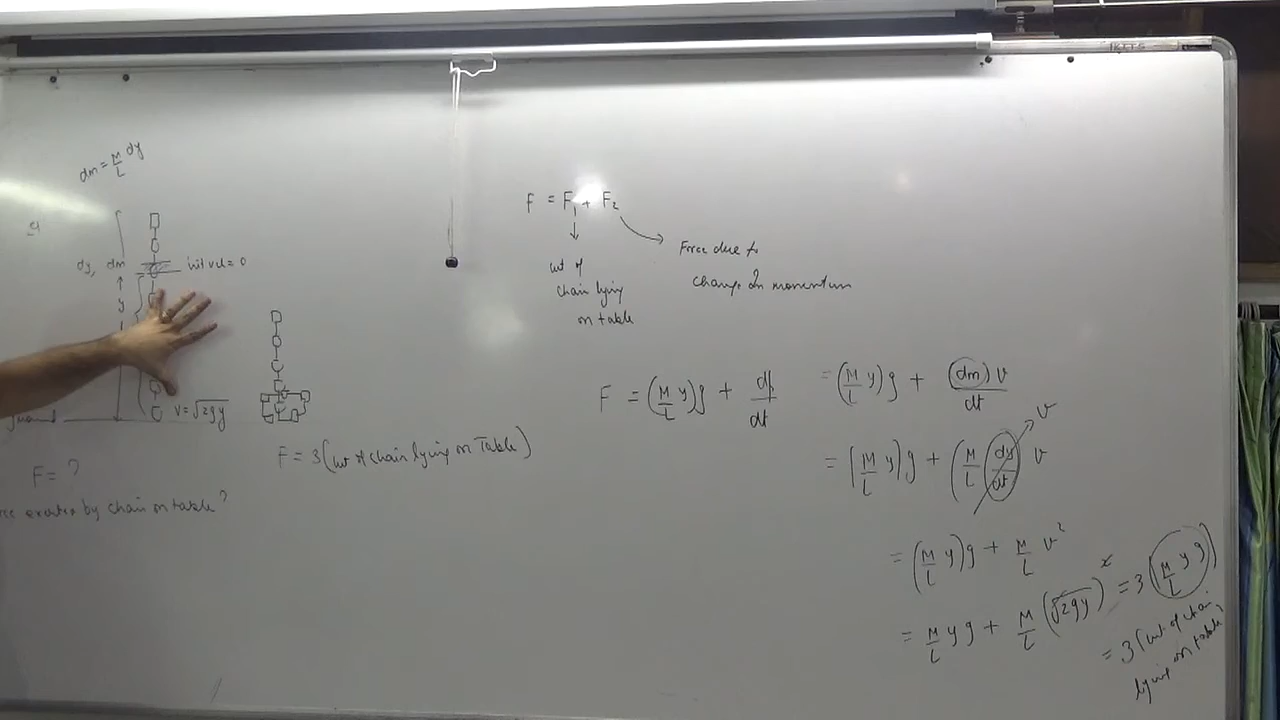 dm = M/L dy
dy, dm
init vel = 0
y
ground
v = √2gy
F = ?
exerted by chain on table?
F = 3(wt of chain lying on Table)
F = F₁ + F₂
wt of
chain lying
on table
Force due to
change in momentum
F = (M/L y)g + dp/dt
= (M/L y)g + (dm)v/dt
= (M/L y)g + (M/L (dy/dt)) v
v
= (M/L y)g + M/L v²
= M/L y g + M/L (√2gy)² = 3(M/L y g)
= 3(wt of chain
lying on table)